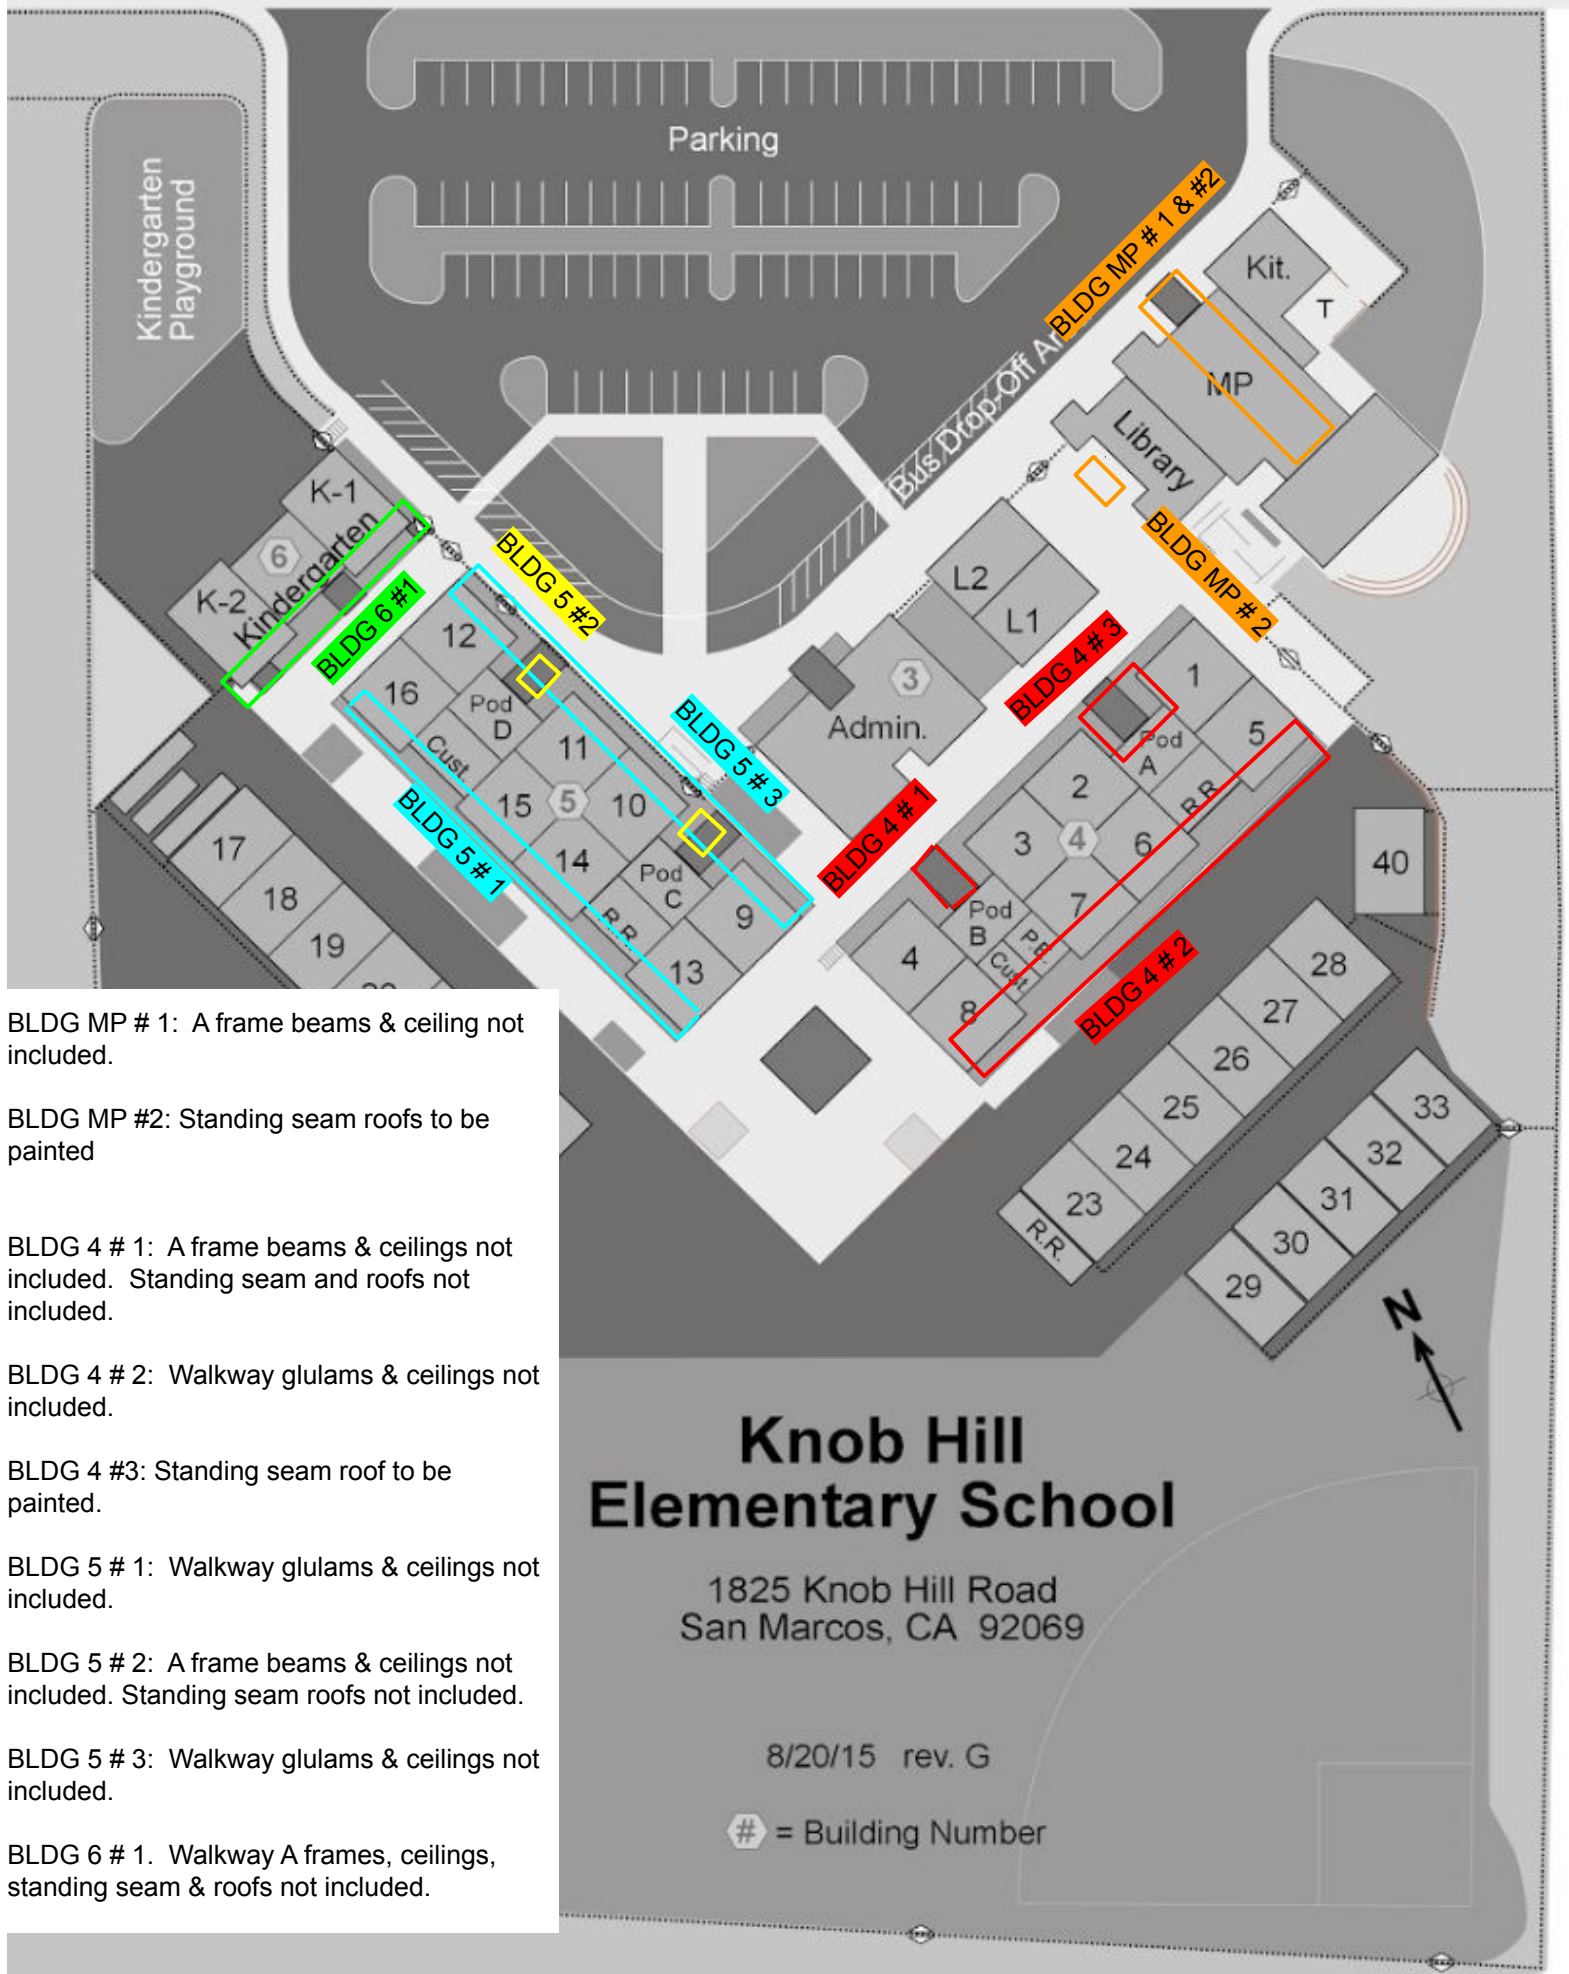 Parking
Kindergarten
Playground
BLDG MP # 1 & #2
Kit.
T
MP
Bus Drop-Off
Library
K-1
6
Kindergarten
K-2
BLDG 6 #1
BLDG 5 #2
BLDG MP # 2
L2
L1
12
16
Pod
D
Cust.
11
15
5
10
14
Pod
C
R.R.
9
13
BLDG 5 # 3
BLDG 5 # 1
3
Admin.
BLDG 4 # 3
BLDG 4 # 1
1
5
Pod
A
2
R.R.
3
4
6
7
Pod
B
P.E.
Cust.
4
8
BLDG 4 # 2
40
17
18
19
28
27
26
25
24
23
R.R.
33
32
31
30
29
N
BLDG MP # 1: A frame beams & ceiling not
included.
BLDG MP #2: Standing seam roofs to be
painted
BLDG 4 # 1: A frame beams & ceilings not
included. Standing seam and roofs not
included.
BLDG 4 # 2: Walkway glulams & ceilings not
included.
BLDG 4 #3: Standing seam roof to be
painted.
BLDG 5 # 1: Walkway glulams & ceilings not
included.
BLDG 5 # 2: A frame beams & ceilings not
included. Standing seam roofs not included.
BLDG 5 # 3: Walkway glulams & ceilings not
included.
BLDG 6 # 1. Walkway A frames, ceilings,
standing seam & roofs not included.
Knob Hill
Elementary School
1825 Knob Hill Road
San Marcos, CA 92069
8/20/15 rev. G
# = Building Number